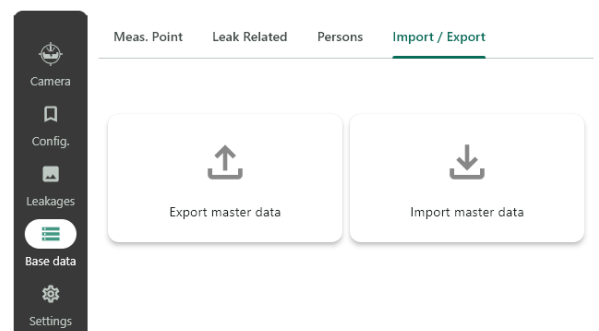 Meas. Point
Leak Related
Persons
Import / Export
Camera
Config.
Leakages
Base data
Settings
Export master data
Import master data